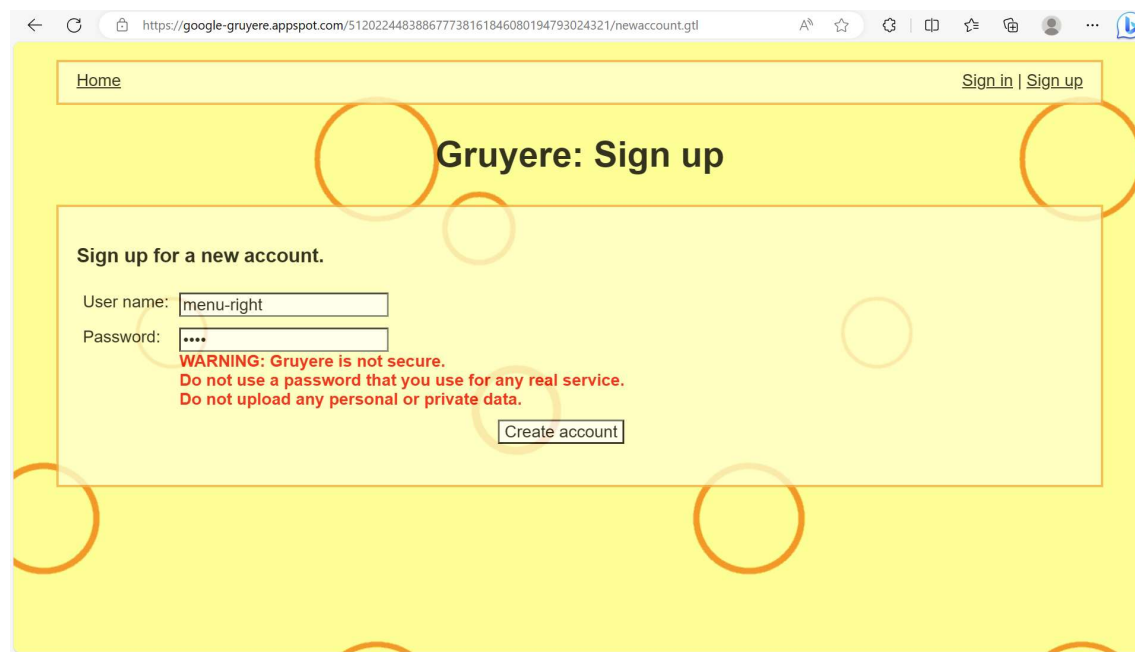 https://google-gruyere.appspot.com/512022448388677738161846080194793024321/newaccount.gtl
Home Sign in | Sign up
Gruyere: Sign up
Sign up for a new account.
User name: menu-right
Password: ••••
WARNING: Gruyere is not secure.
Do not use a password that you use for any real service.
Do not upload any personal or private data.
Create account